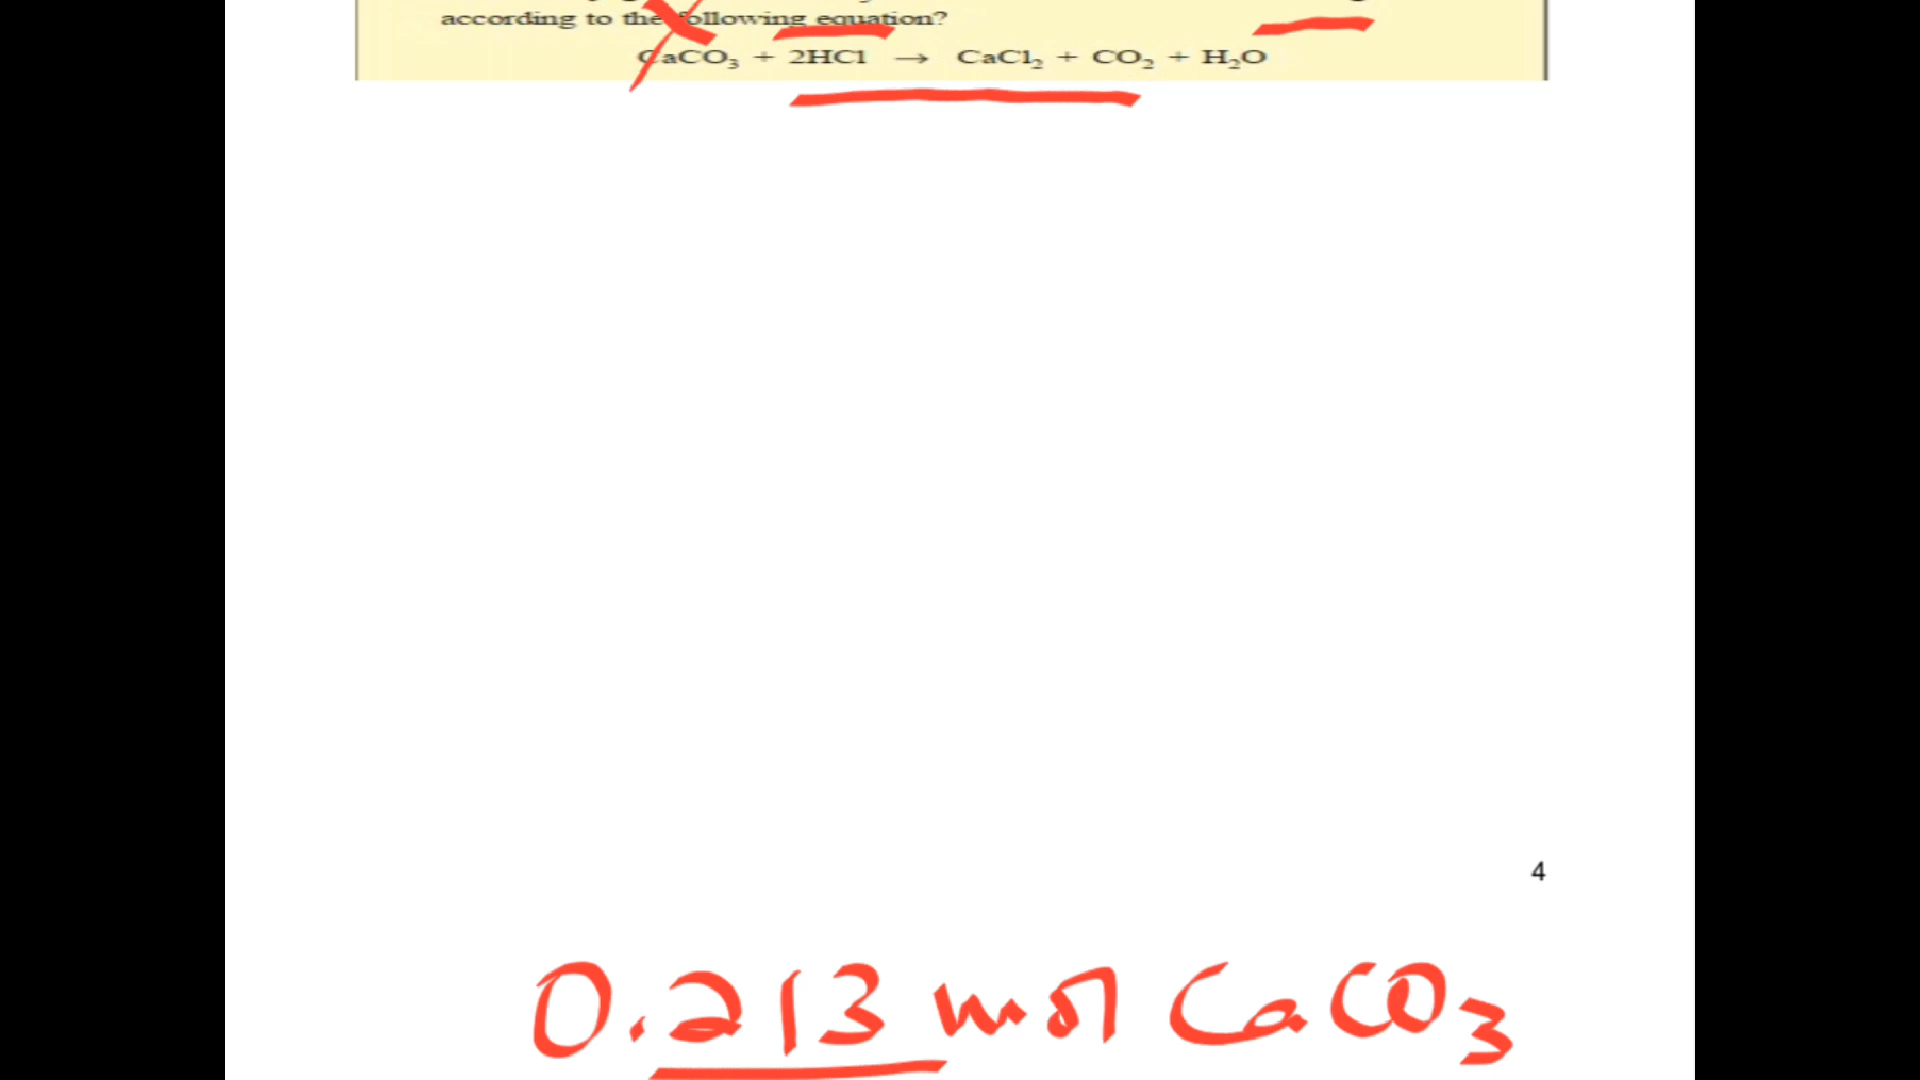 according to the following equation?
CaCO₃ + 2HCl → CaCl₂ + CO₂ + H₂O
4
0.213 mol CaCO₃